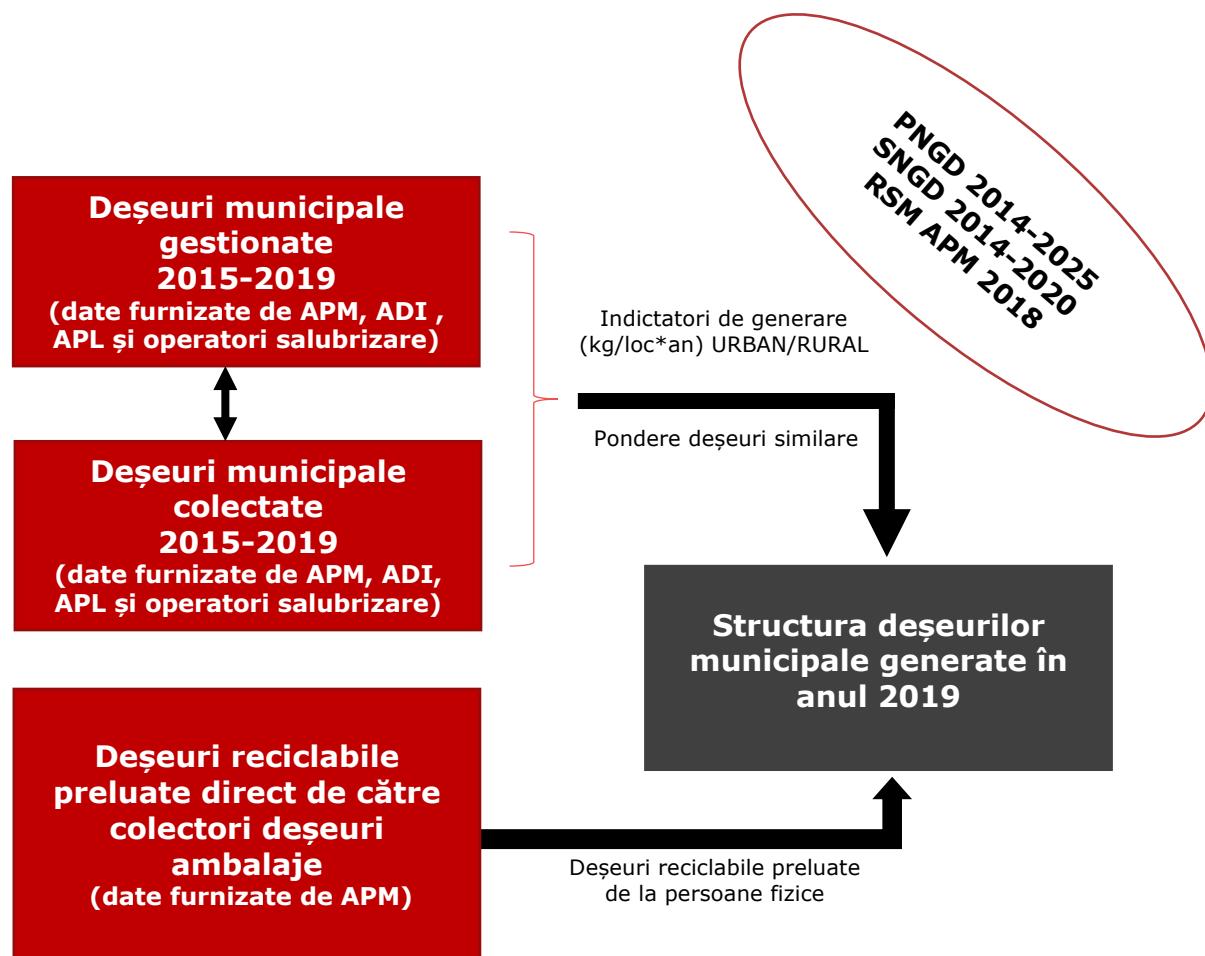 PNGD 2014-2025
SNGD 2014-2020
RSM APM 2018
Deșeuri municipale
gestionate
2015-2019
(date furnizate de APM, ADI ,
APL și operatori salubrizare)
Indictatori de generare
(kg/loc*an) URBAN/RURAL
Pondere deșeuri similare
Deșeuri municipale
colectate
2015-2019
(date furnizate de APM, ADI,
APL și operatori salubrizare)
Structura deșeurilor
municipale generate în
anul 2019
Deșeuri reciclabile
preluate direct de către
colectori deșeuri
ambalaje
(date furnizate de APM)
Deșeuri reciclabile preluate
de la persoane fizice